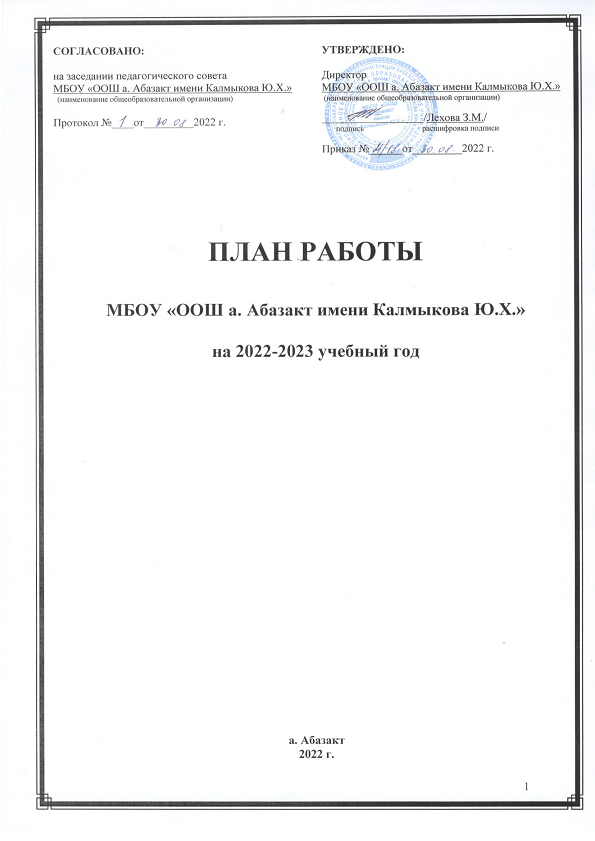 СОГЛАСОВАНО:
на заседании педагогического совета
МБОУ «ООШ а. Абазакт имени Калмыкова Ю.Х.»
(наименование общеобразовательной организации)
Протокол № 1 от 30.08 2022 г.
УТВЕРЖДЕНО:
Директор
МБОУ «ООШ а. Абазакт имени Калмыкова Ю.Х.»
(наименование общеобразовательной организации)
/Лехова З.М./
подпись расшифровка подписи
Приказ № от 30.08. 2022 г.
ПЛАН РАБОТЫ
МБОУ «ООШ а. Абазакт имени Калмыкова Ю.Х.»
на 2022-2023 учебный год
а. Абазакт
2022 г.
1